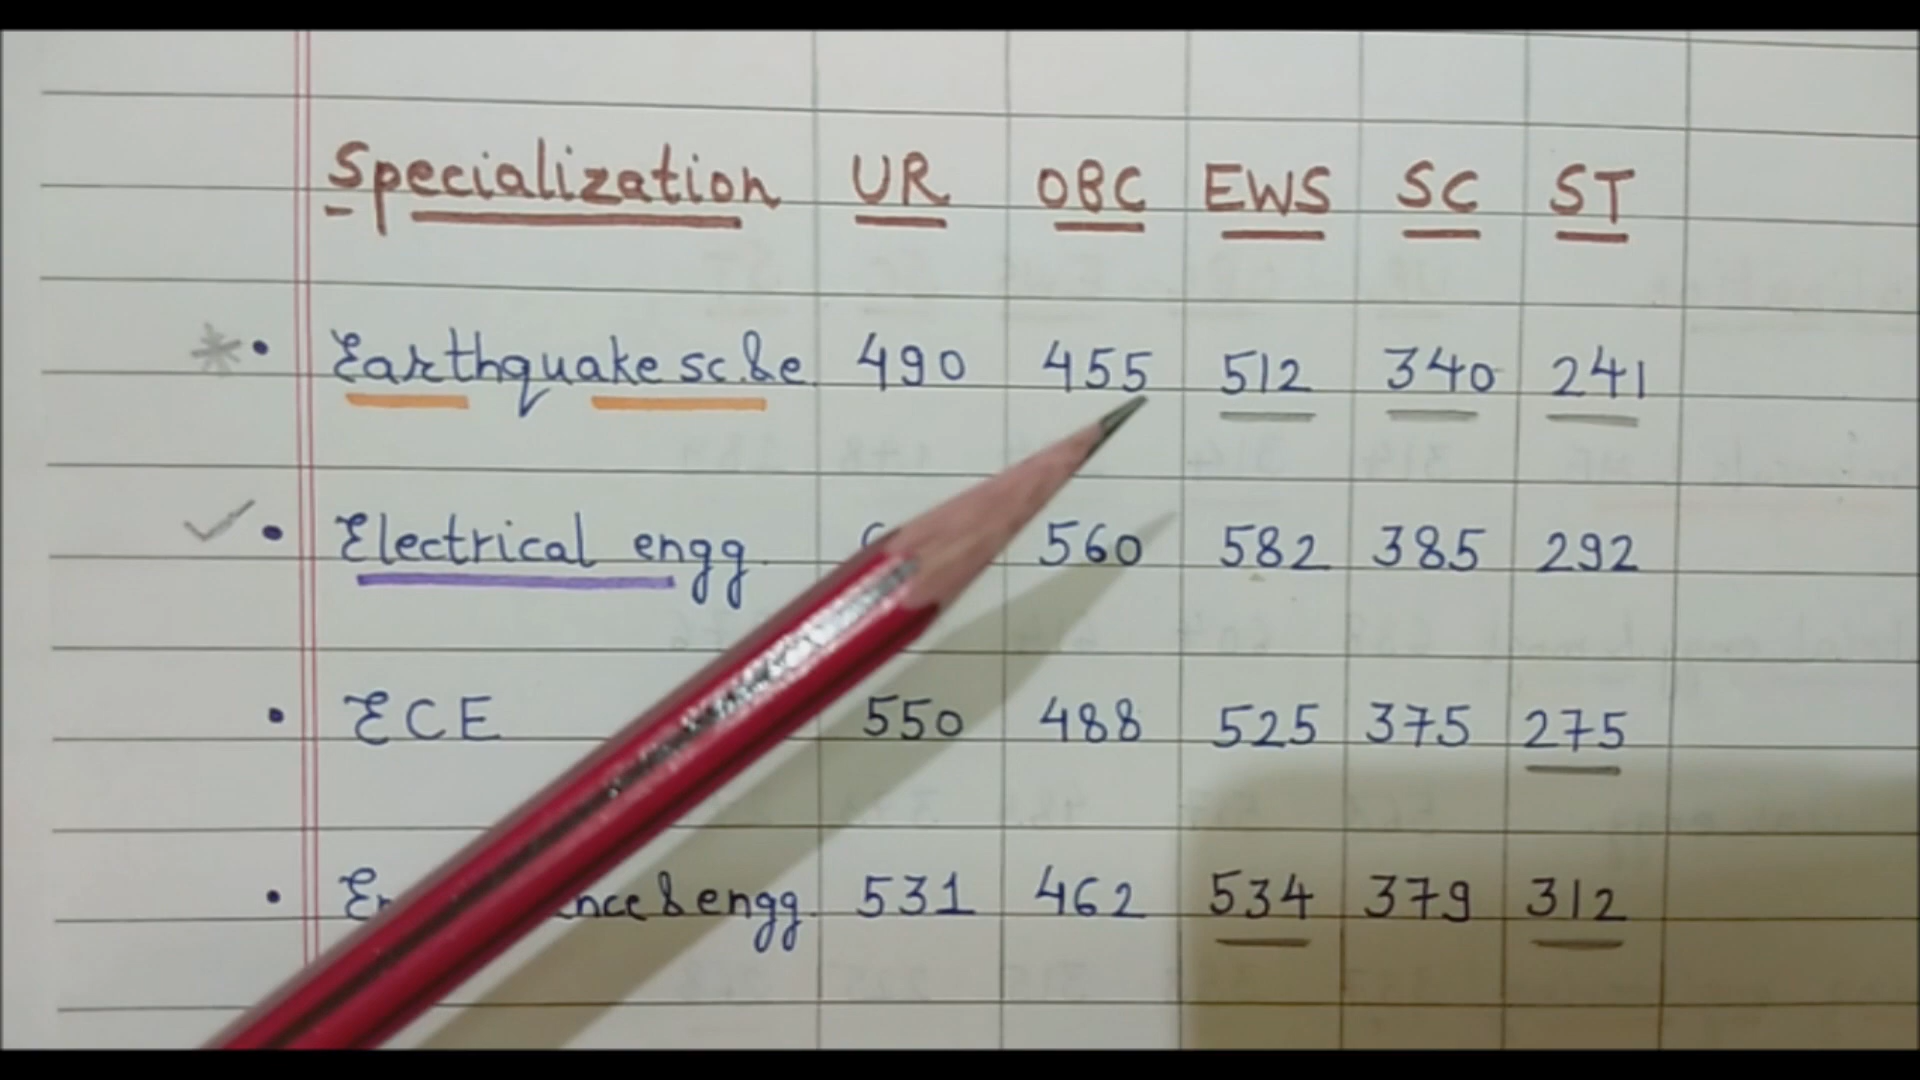 Specialization UR OBC EWS SC ST
* • Earthquake sc.&e. 490 455 512 340 241
✓ • Electrical engg. 560 582 385 292
• ECE 550 488 525 375 275
• &engg. 531 462 534 379 312